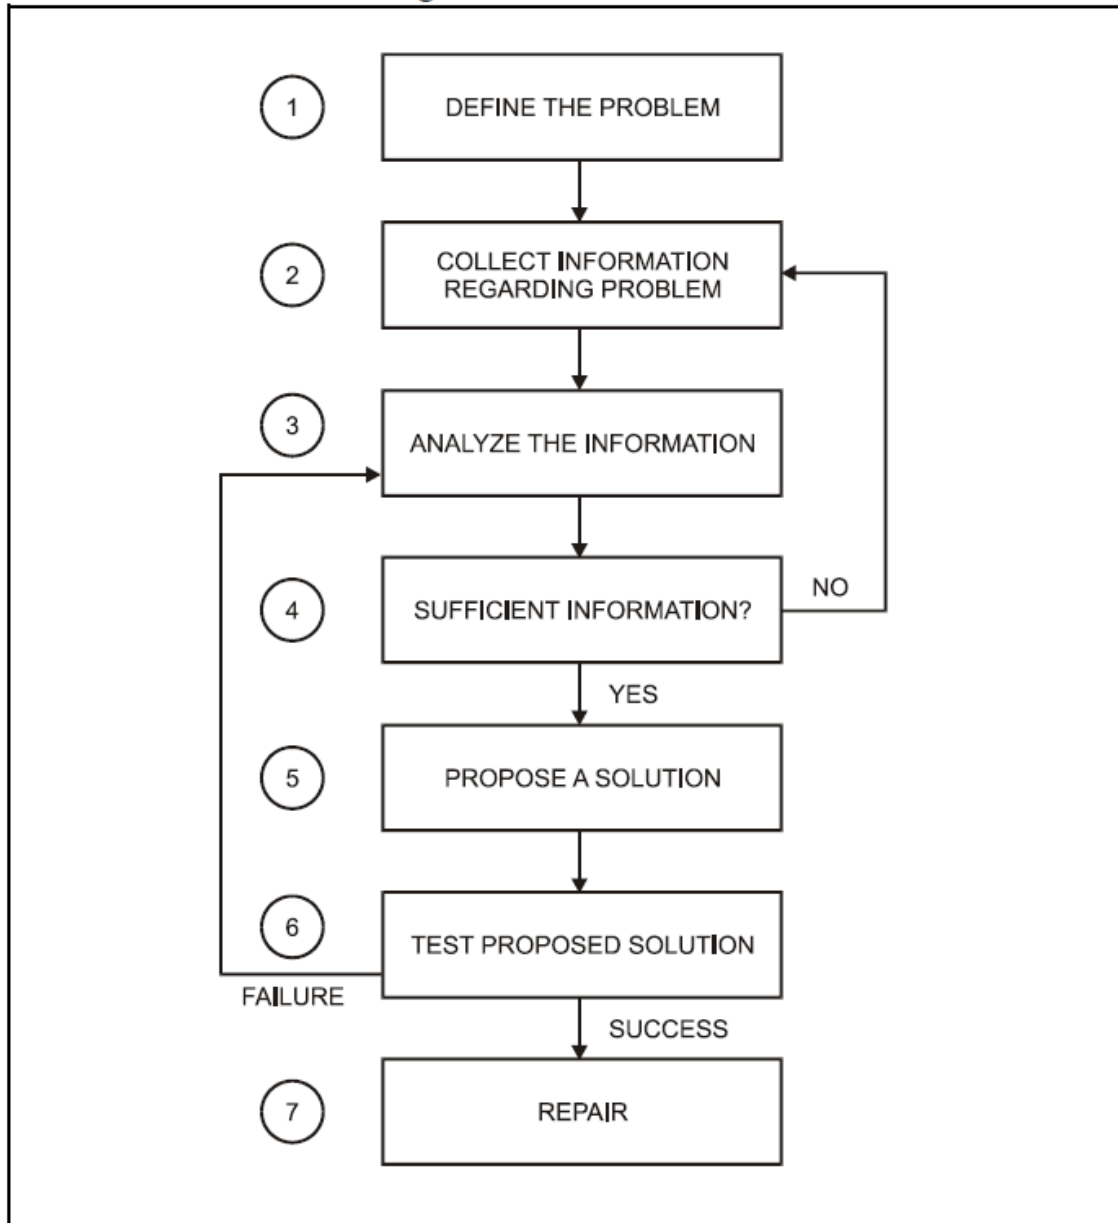 1
DEFINE THE PROBLEM
2
COLLECT INFORMATION
REGARDING PROBLEM
3
ANALYZE THE INFORMATION
4
SUFFICIENT INFORMATION?
NO
YES
5
PROPOSE A SOLUTION
6
TEST PROPOSED SOLUTION
FAILURE
SUCCESS
7
REPAIR